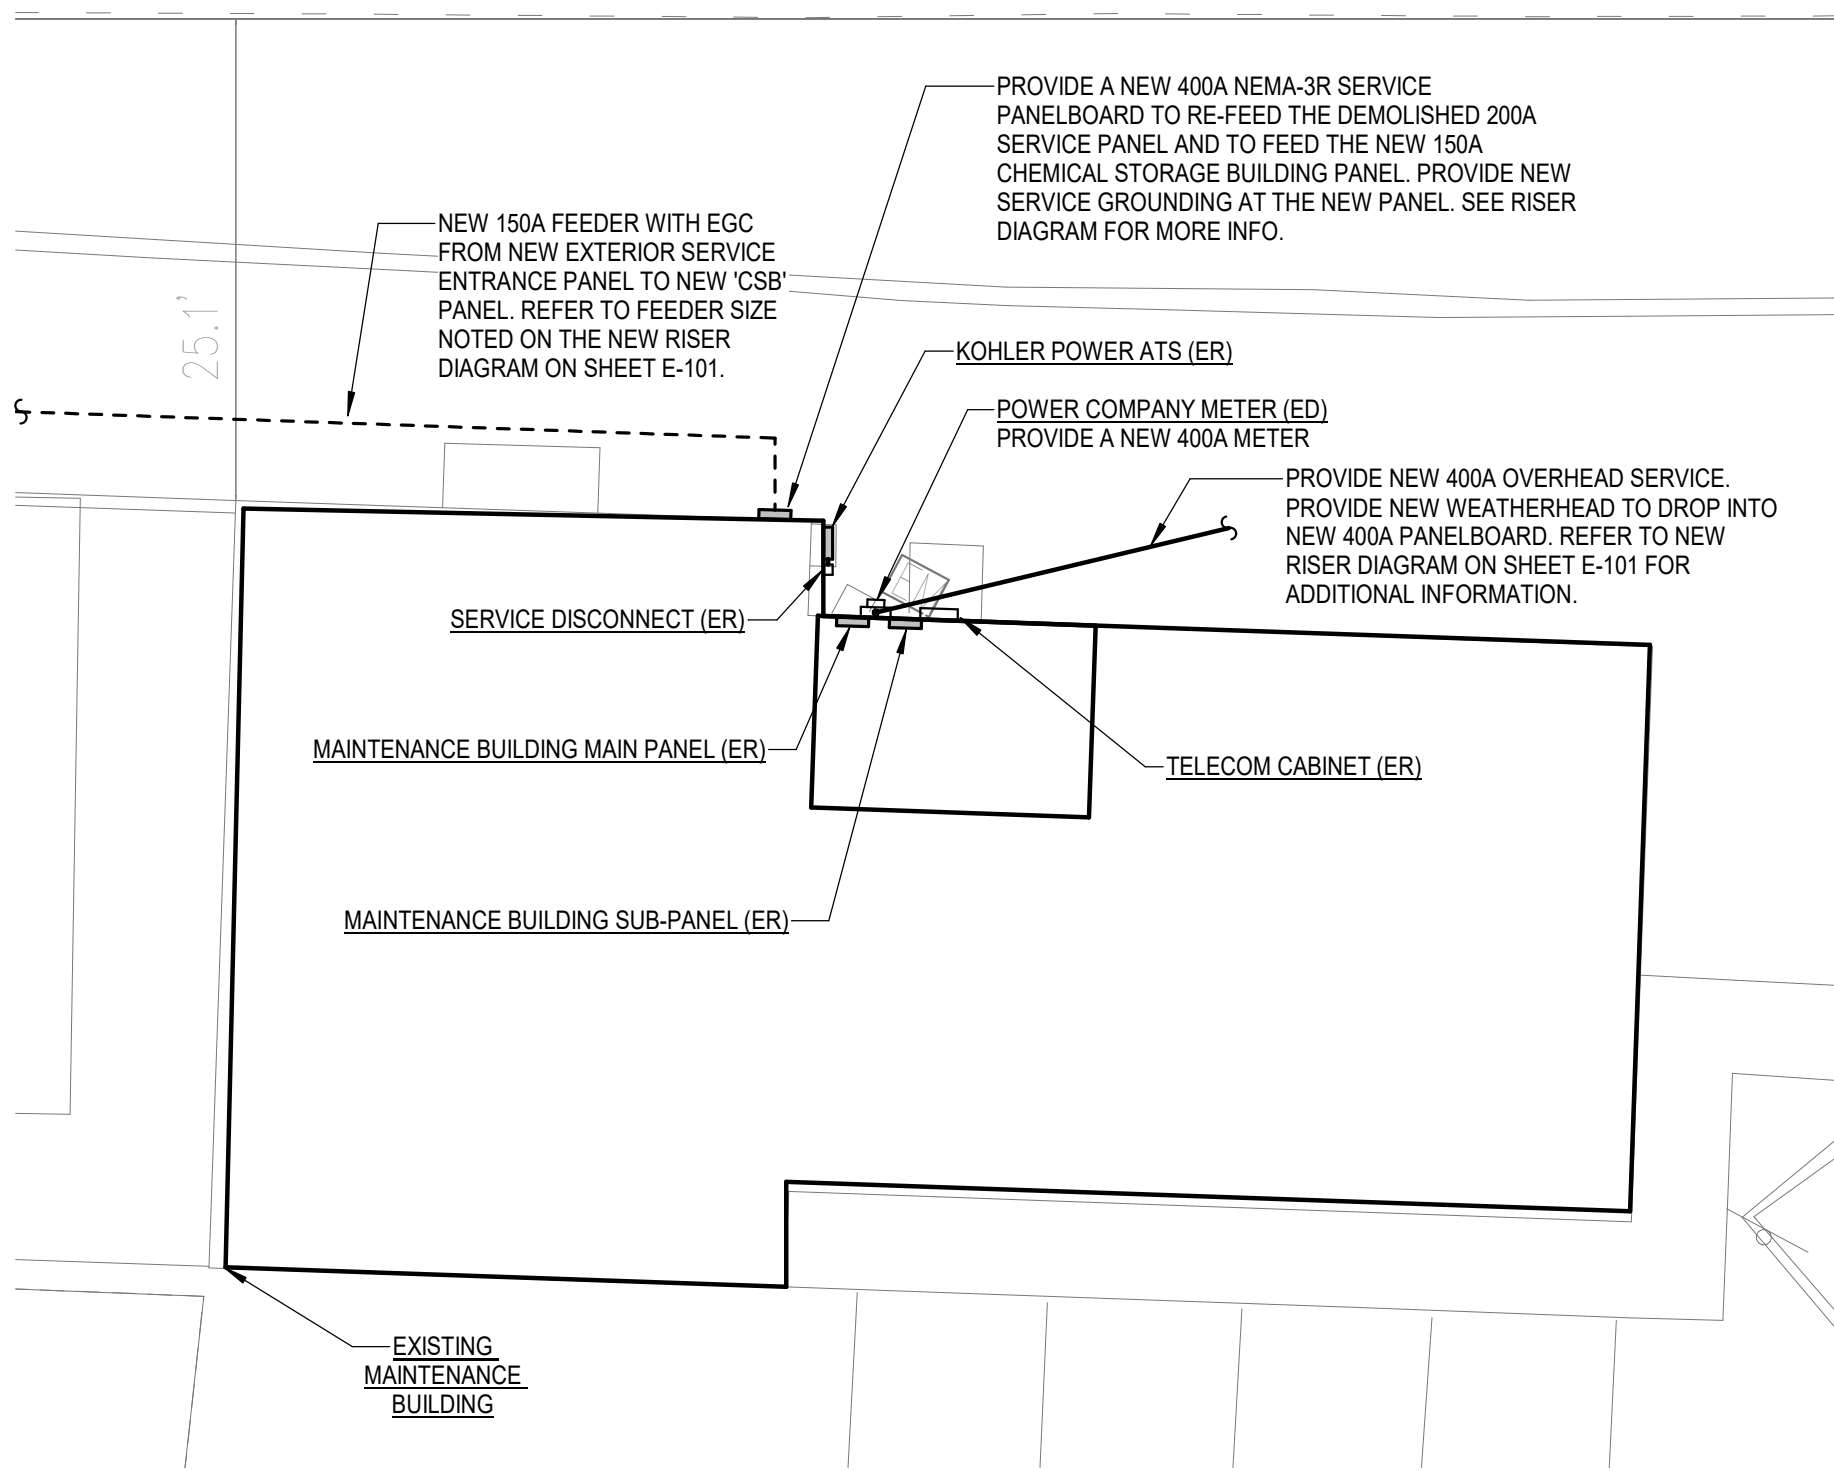 PROVIDE A NEW 400A NEMA-3R SERVICE
PANELBOARD TO RE-FEED THE DEMOLISHED 200A
SERVICE PANEL AND TO FEED THE NEW 150A
CHEMICAL STORAGE BUILDING PANEL. PROVIDE NEW
SERVICE GROUNDING AT THE NEW PANEL. SEE RISER
DIAGRAM FOR MORE INFO.
NEW 150A FEEDER WITH EGC
FROM NEW EXTERIOR SERVICE
ENTRANCE PANEL TO NEW 'CSB'
PANEL. REFER TO FEEDER SIZE
NOTED ON THE NEW RISER
DIAGRAM ON SHEET E-101.
25.1'
KOHLER POWER ATS (ER)
POWER COMPANY METER (ED)
PROVIDE A NEW 400A METER
PROVIDE NEW 400A OVERHEAD SERVICE.
PROVIDE NEW WEATHERHEAD TO DROP INTO
NEW 400A PANELBOARD. REFER TO NEW
RISER DIAGRAM ON SHEET E-101 FOR
ADDITIONAL INFORMATION.
SERVICE DISCONNECT (ER)
MAINTENANCE BUILDING MAIN PANEL (ER)
TELECOM CABINET (ER)
MAINTENANCE BUILDING SUB-PANEL (ER)
EXISTING
MAINTENANCE
BUILDING